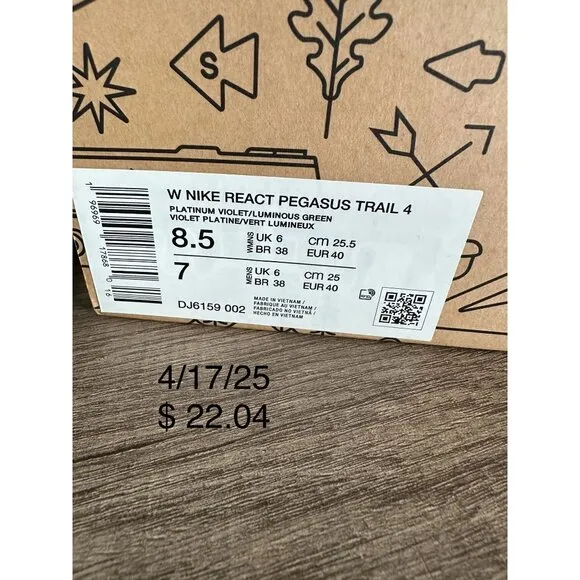 S
W NIKE REACT PEGASUS TRAIL 4
PLATINUM VIOLET/LUMINOUS GREEN
VIOLET PLATINE/VERT LUMINEUX
8.5 WMNS UK 6 cm 25.5
BR 38 EUR 40
7 MENS UK 6 cm 25
BR 38 EUR 40
DJ6159 002
MADE IN VIETNAM/
FABRIQUE AU VIETNAM/
FABRICADO NO VIETNÃ/
HECHO EN VIETNAM
4/17/25
$ 22.04